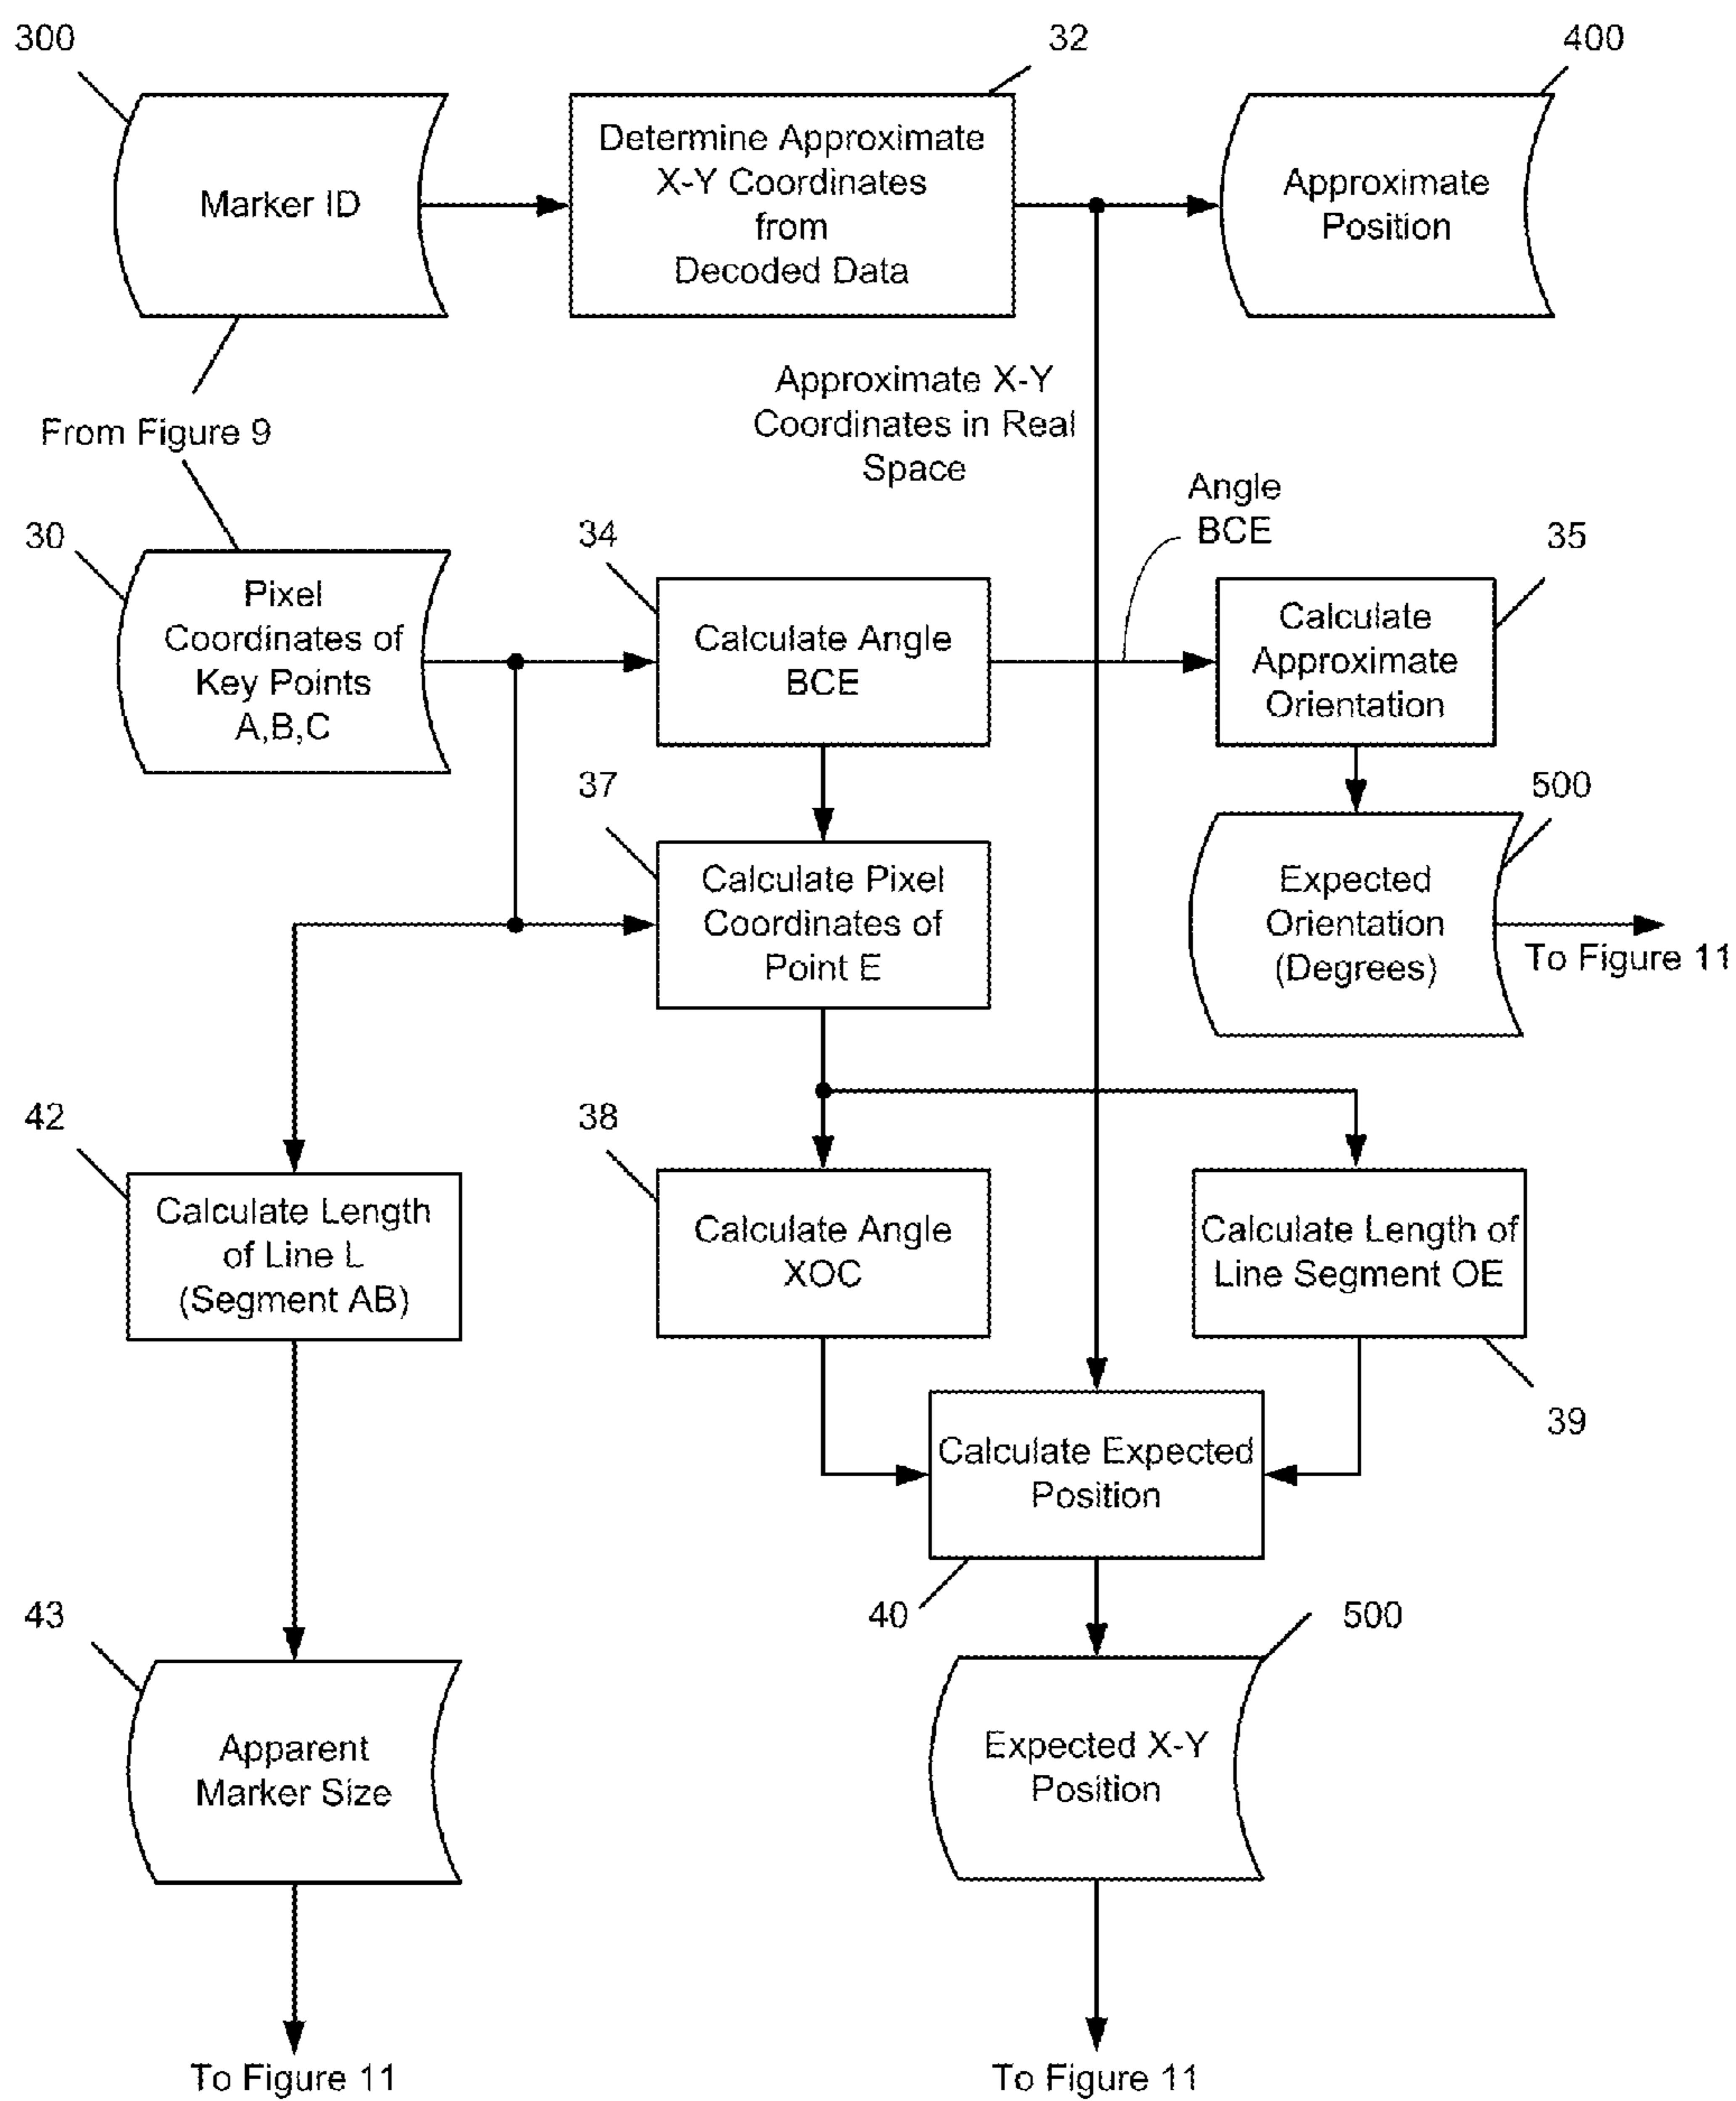 300
32
400
Marker ID
Determine Approximate
X-Y Coordinates
from
Decoded Data
Approximate
Position
From Figure 9
Approximate X-Y
Coordinates in Real
Space
Angle
BCE
30
34
35
Pixel
Coordinates of
Key Points
A,B,C
Calculate Angle
BCE
Calculate
Approximate
Orientation
37
500
Calculate Pixel
Coordinates of
Point E
Expected
Orientation
(Degrees)
To Figure 11
42
38
Calculate Length
of Line L
(Segment AB)
Calculate Angle
XOC
Calculate Length of
Line Segment OE
39
Calculate Expected
Position
43
40
500
Apparent
Marker Size
Expected X-Y
Position
To Figure 11
To Figure 11